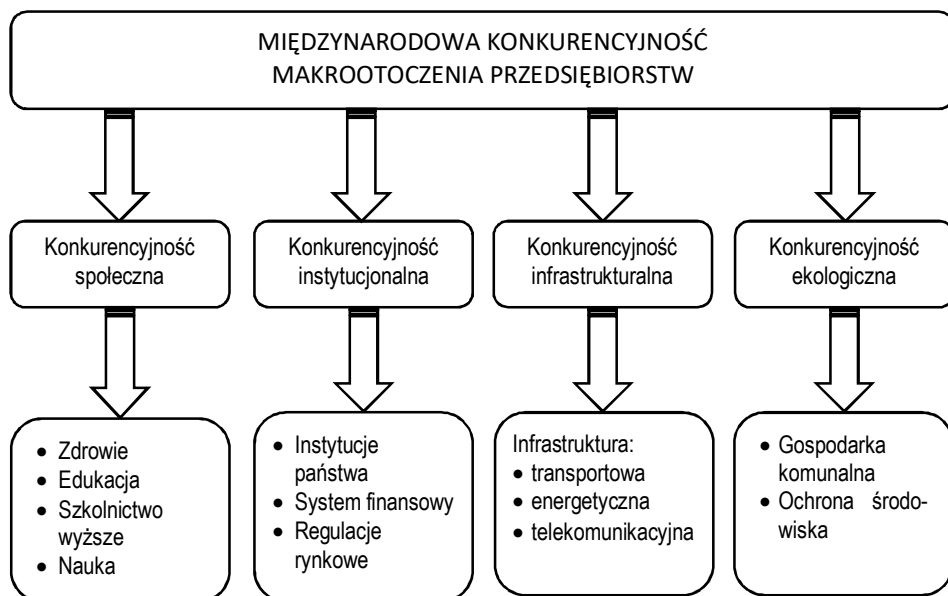 MIĘDZYNARODOWA KONKURENCYJNOŚĆ
MAKROOTOCZENIA PRZEDSIĘBIORSTW
Konkurencyjność
społeczna
Konkurencyjność
instytucjonalna
Konkurencyjność
infrastrukturalna
Konkurencyjność
ekologiczna
• Zdrowie
• Edukacja
• Szkolnictwo
wyższe
• Nauka
• Instytucje
państwa
• System finansowy
• Regulacje
rynkowe
Infrastruktura:
• transportowa
• energetyczna
• telekomunikacyjna
• Gospodarka
komunalna
• Ochrona środo-
wiska